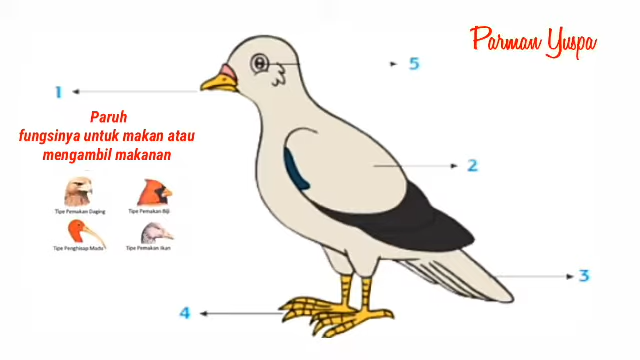 Parman Yuspa
5
1
Paruh
fungsinya untuk makan atau
mengambil makanan
2
Tipe Pemakan Daging
Tipe Pemakan Biji
Tipe Penghisap Madu
Tipe Pemakan Ikan
3
4